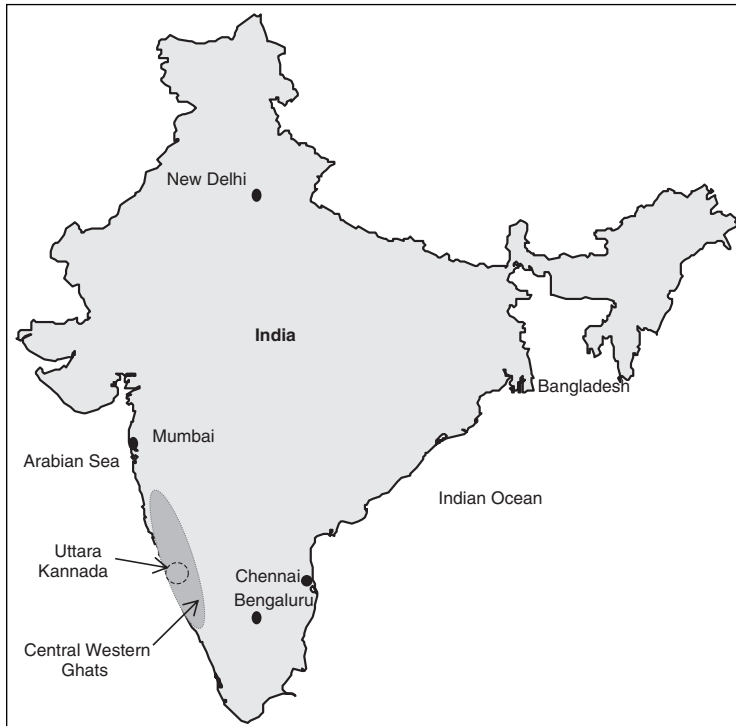 New Delhi
India
Bangladesh
Mumbai
Arabian Sea
Indian Ocean
Uttara
Kannada
Chennai
Bengaluru
Central Western
Ghats